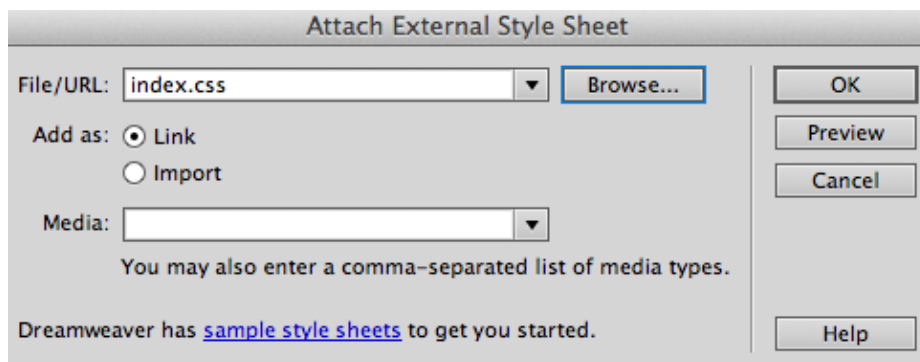 Attach External Style Sheet
File/URL: index.css Browse... OK
Add as: Link Preview
Import Cancel
Media:
You may also enter a comma-separated list of media types.
Dreamweaver has sample style sheets to get you started. Help